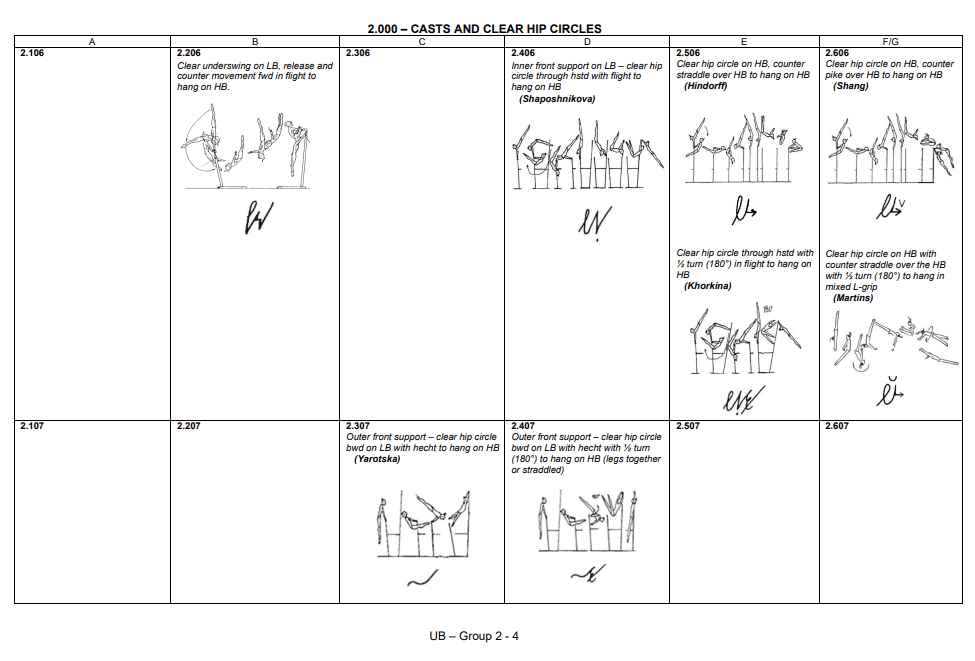 2.000 – CASTS AND CLEAR HIP CIRCLES
A
B
C
D
E
F/G
2.106
2.206
Clear underswing on LB, release and
counter movement fwd in flight to
hang on HB.
2.306
2.406
Inner front support on LB – clear hip
circle through hstd with flight to
hang on HB
(Shaposhnikova)
2.506
Clear hip circle on HB, counter
straddle over HB to hang on HB
(Hindorff)
Clear hip circle through hstd with
½ turn (180°) in flight to hang on
HB
(Khorkina)
180°
2.606
Clear hip circle on HB, counter
pike over HB to hang on HB
(Shang)
Clear hip circle on HB with
counter straddle over the HB
with ½ turn (180°) to hang in
mixed L-grip
(Martins)
2.107
2.207
2.307
Outer front support – clear hip circle
bwd on LB with hecht to hang on HB
(Yarotska)
2.407
Outer front support – clear hip circle
bwd on LB with hecht with ½ turn
(180°) to hang on HB (legs together
or straddled)
2.507
2.607
UB – Group 2 - 4